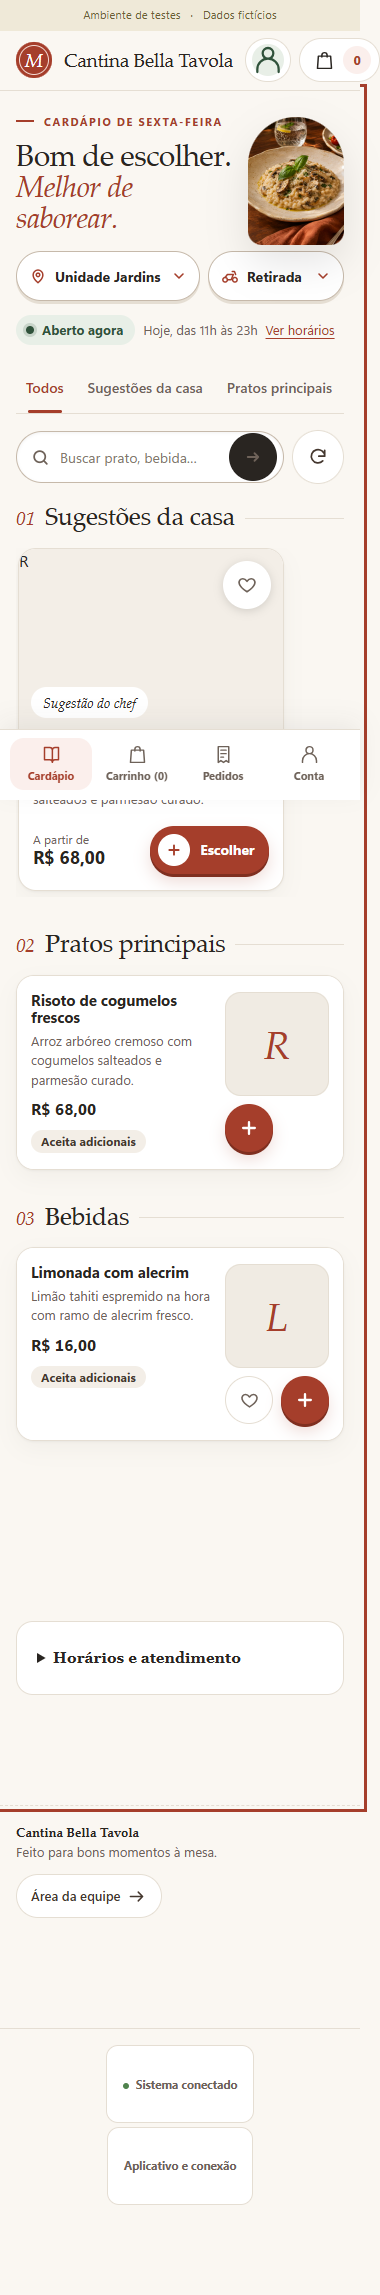 Ambiente de testes · Dados fictícios
M Cantina Bella Tavola 0
CARDÁPIO DE SEXTA-FEIRA
Bom de escolher.
Melhor de
saborear.
Unidade Jardins Retirada
Aberto agora Hoje, das 11h às 23h Ver horários
Todos Sugestões da casa Pratos principais
Buscar prato, bebida...
01 Sugestões da casa
R
Sugestão do chef
Cardápio Carrinho (0) Pedidos Conta
salteados e parmesão curado.
A partir de
R$ 68,00
Escolher
02 Pratos principais
Risoto de cogumelos
frescos
Arroz arbóreo cremoso com
cogumelos salteados e
parmesão curado.
R$ 68,00
Aceita adicionais
R
03 Bebidas
Limonada com alecrim
Limão tahiti espremido na hora
com ramo de alecrim fresco.
R$ 16,00
Aceita adicionais
L
Horários e atendimento
Cantina Bella Tavola
Feito para bons momentos à mesa.
Área da equipe
Sistema conectado
Aplicativo e conexão